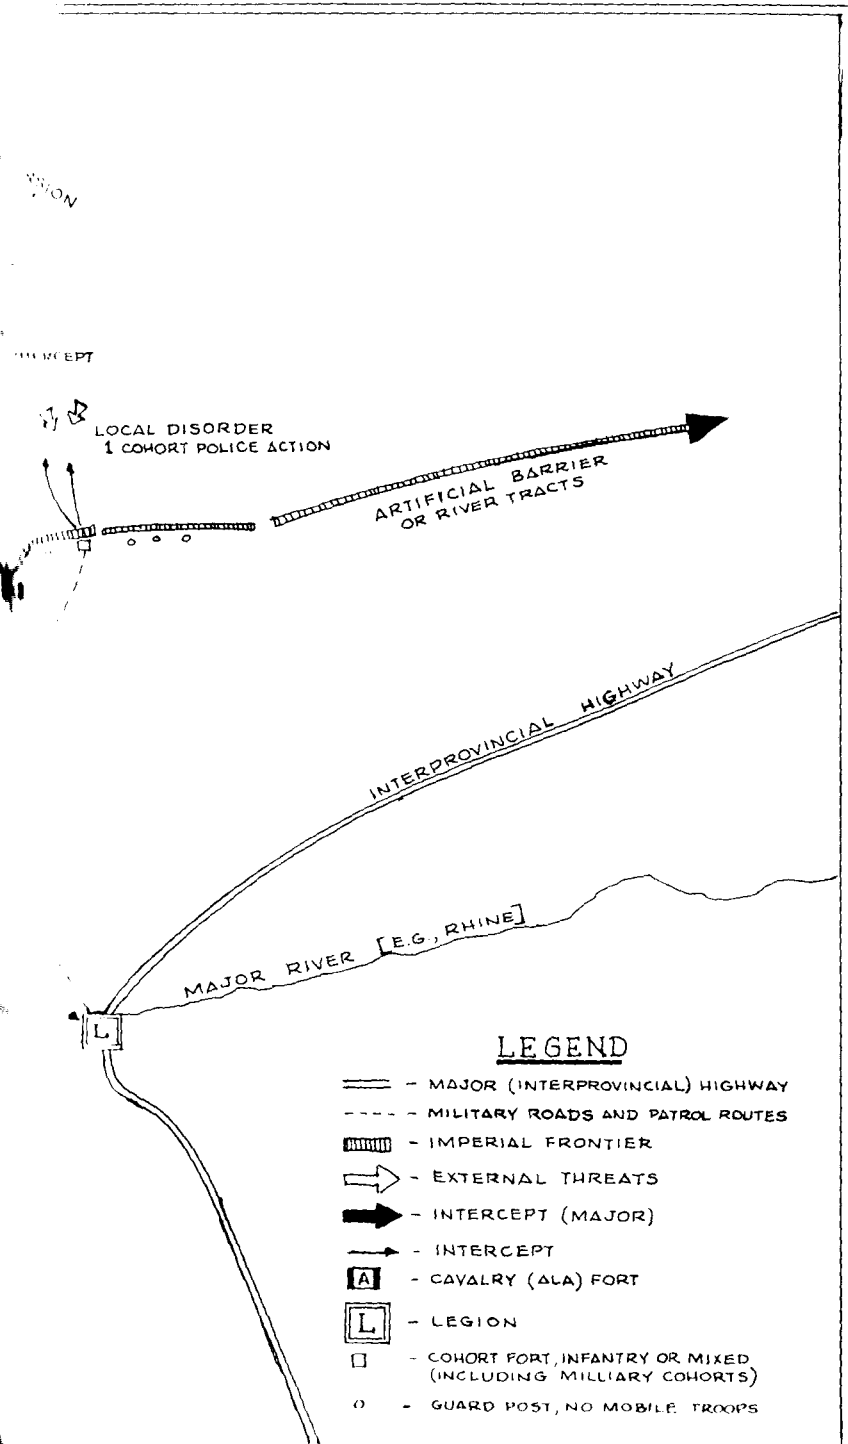 LOCAL DISORDER
1 COHORT POLICE ACTION
ARTIFICIAL BARRIER
OR RIVER TRACTS
INTERPROVINCIAL HIGHWAY
MAJOR RIVER [E.G., RHINE]
L
LEGEND
- MAJOR (INTERPROVINCIAL) HIGHWAY
- MILITARY ROADS AND PATROL ROUTES
- IMPERIAL FRONTIER
- EXTERNAL THREATS
- INTERCEPT (MAJOR)
- INTERCEPT
A - CAVALRY (ALA) FORT
L - LEGION
- COHORT FORT, INFANTRY OR MIXED
(INCLUDING MILLIARY COHORTS)
- GUARD POST, NO MOBILE TROOPS